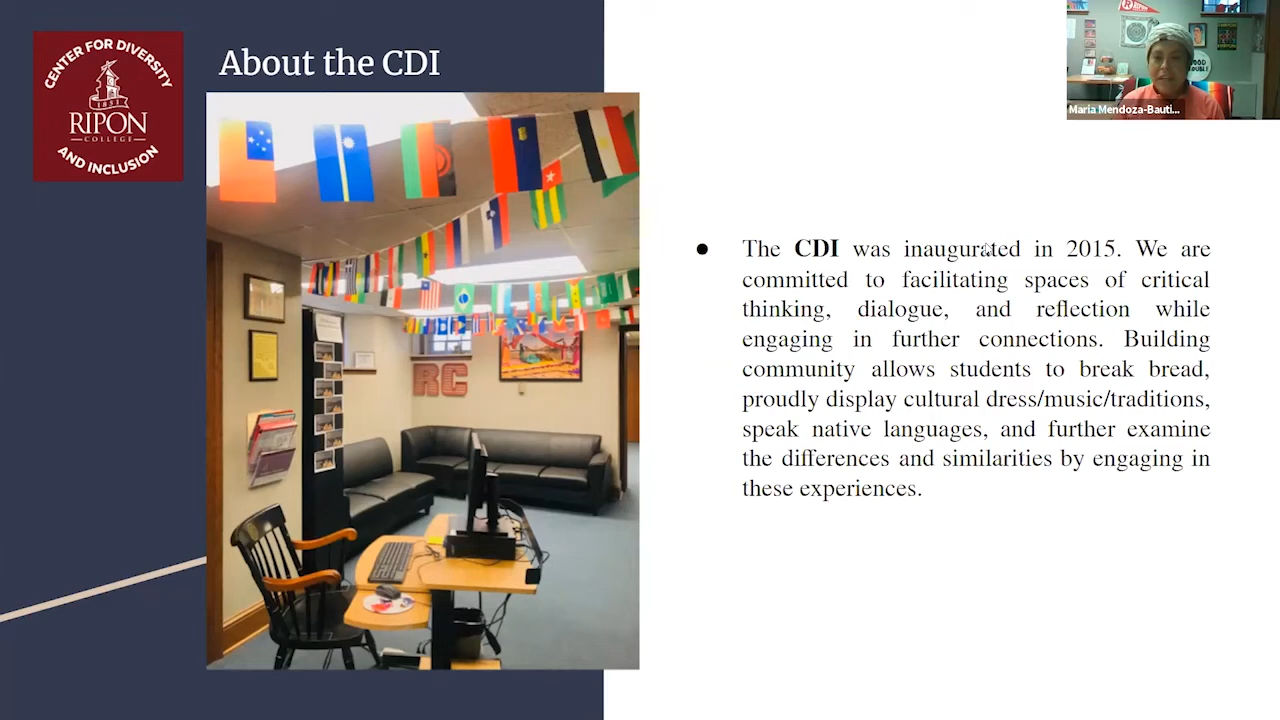 CENTER FOR DIVERSITY
1851
RIPON
COLLEGE
AND INCLUSION
About the CDI
RC
Maria Mendoza-Bauti...
● The CDI was inaugurated in 2015. We are
committed to facilitating spaces of critical
thinking, dialogue, and reflection while
engaging in further connections. Building
community allows students to break bread,
proudly display cultural dress/music/traditions,
speak native languages, and further examine
the differences and similarities by engaging in
these experiences.